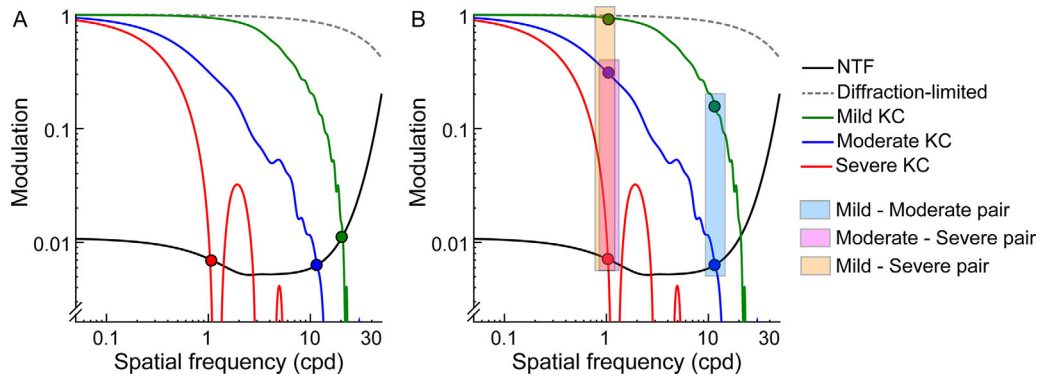 A
1
0.1
0.01
Modulation
0.1 1 10 30
Spatial frequency (cpd)
B
1
0.1
0.01
Modulation
0.1 1 10 30
Spatial frequency (cpd)
NTF
Diffraction-limited
Mild KC
Moderate KC
Severe KC
Mild - Moderate pair
Moderate - Severe pair
Mild - Severe pair